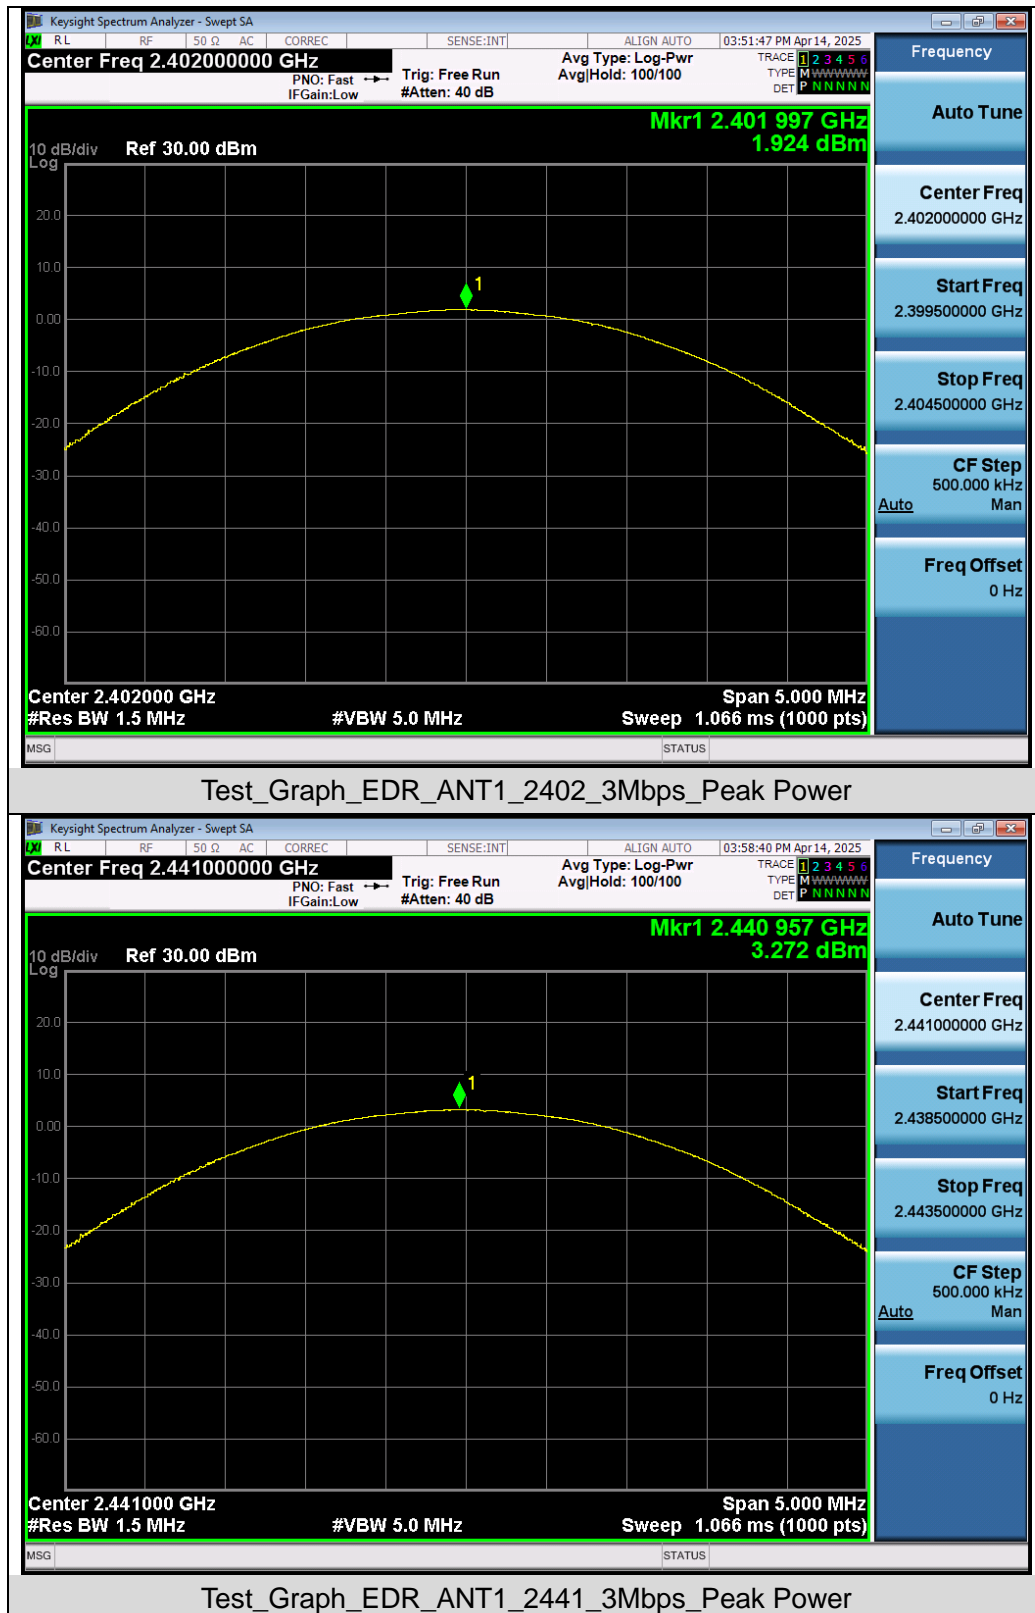 Keysight Spectrum Analyzer - Swept SA
LXI RL RF 50 Ω AC CORREC SENSE:INT ALIGN AUTO 03:51:47 PM Apr 14, 2025
Center Freq 2.402000000 GHz
PNO: Fast Trig: Free Run
IFGain:Low #Atten: 40 dB
Avg Type: Log-Pwr
Avg|Hold: 100/100
TRACE 1 2 3 4 5 6
TYPE M WWWWW
DET P N N N N N
Mkr1 2.401 997 GHz
1.924 dBm
10 dB/div Ref 30.00 dBm
Log
20.0
10.0
1
0.00
-10.0
-20.0
-30.0
-40.0
-50.0
-60.0
Center 2.402000 GHz Span 5.000 MHz
#Res BW 1.5 MHz #VBW 5.0 MHz Sweep 1.066 ms (1000 pts)
MSG STATUS
Frequency
Auto Tune
Center Freq
2.402000000 GHz
Start Freq
2.399500000 GHz
Stop Freq
2.404500000 GHz
CF Step
500.000 kHz
Auto Man
Freq Offset
0 Hz
Test_Graph_EDR_ANT1_2402_3Mbps_Peak Power
Keysight Spectrum Analyzer - Swept SA
LXI RL RF 50 Ω AC CORREC SENSE:INT ALIGN AUTO 03:58:40 PM Apr 14, 2025
Center Freq 2.441000000 GHz
PNO: Fast Trig: Free Run
IFGain:Low #Atten: 40 dB
Avg Type: Log-Pwr
Avg|Hold: 100/100
TRACE 1 2 3 4 5 6
TYPE M WWWWW
DET P N N N N N
Mkr1 2.440 957 GHz
3.272 dBm
10 dB/div Ref 30.00 dBm
Log
20.0
10.0
1
0.00
-10.0
-20.0
-30.0
-40.0
-50.0
-60.0
Center 2.441000 GHz Span 5.000 MHz
#Res BW 1.5 MHz #VBW 5.0 MHz Sweep 1.066 ms (1000 pts)
MSG STATUS
Frequency
Auto Tune
Center Freq
2.441000000 GHz
Start Freq
2.438500000 GHz
Stop Freq
2.443500000 GHz
CF Step
500.000 kHz
Auto Man
Freq Offset
0 Hz
Test_Graph_EDR_ANT1_2441_3Mbps_Peak Power